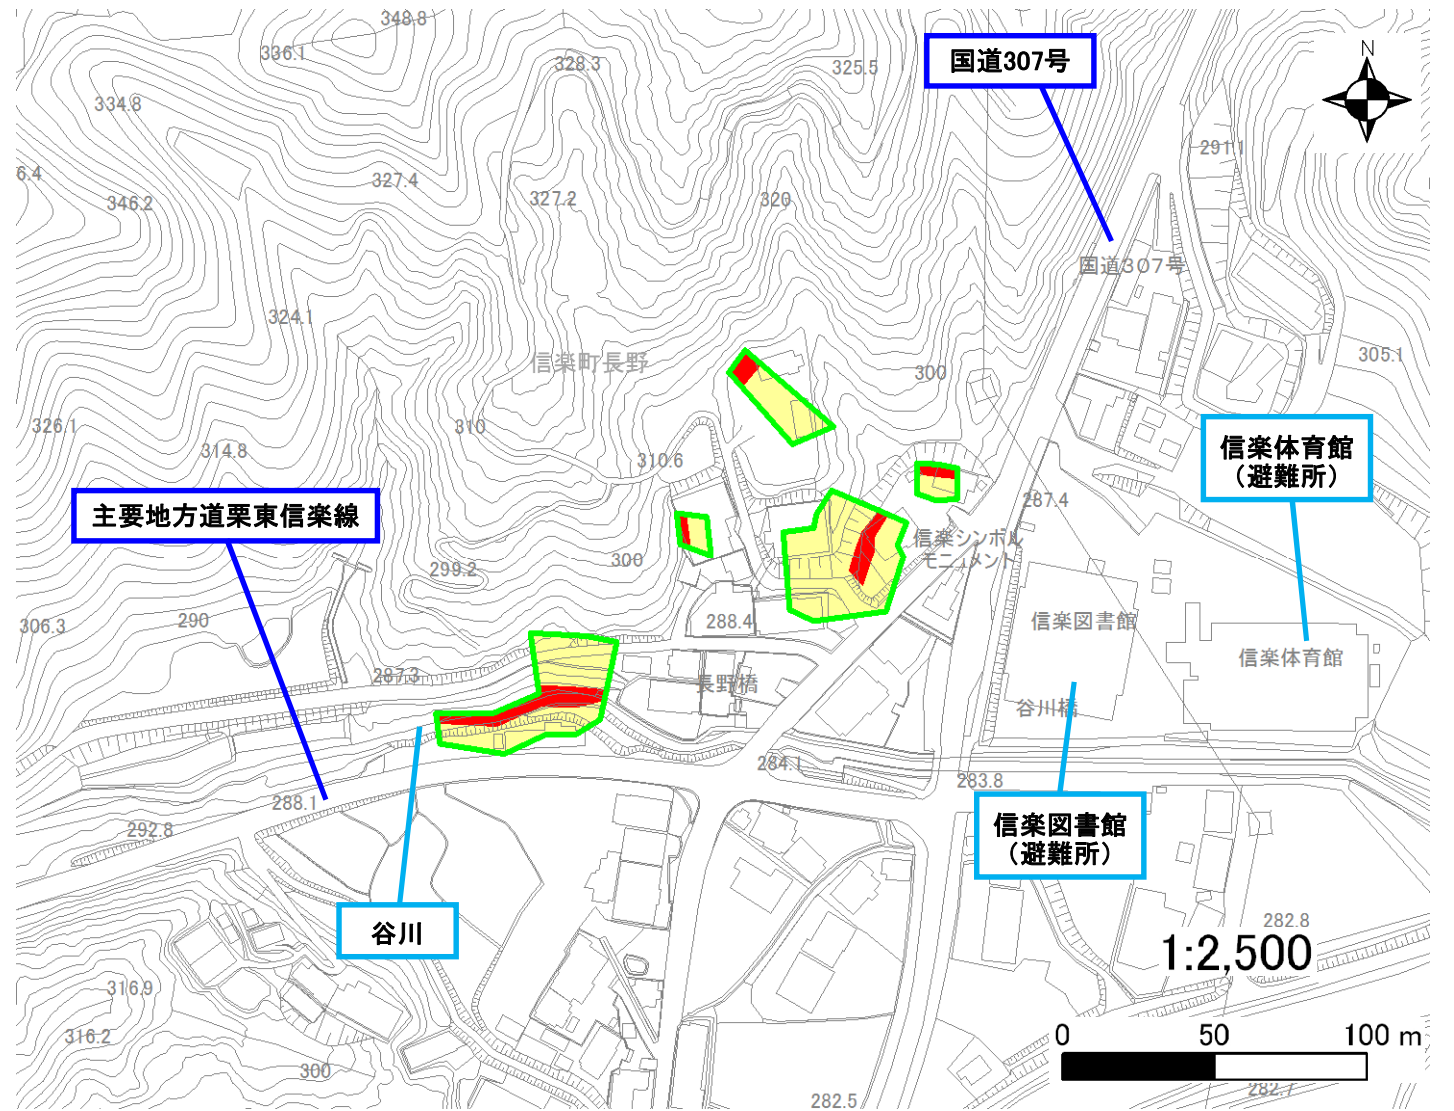 348.8
336.1
328.3
325.5
国道307号
N
334.8
291.1
6.4
327.4
346.2
327.2
320
国道307号
324.1
信楽町長野
300
305.1
326.1
310
314.8
310.6
信楽体育館
（避難所）
主要地方道栗東信楽線
287.4
信楽シンボル
モニュメント
299.2
300
306.3
290
288.4
信楽図書館
信楽体育館
287.3
長野橋
谷川橋
284.1
283.8
288.1
292.8
信楽図書館
（避難所）
谷川
282.8
1:2,500
316.9
316.2
300
0 50 100 m
282.5
282.7